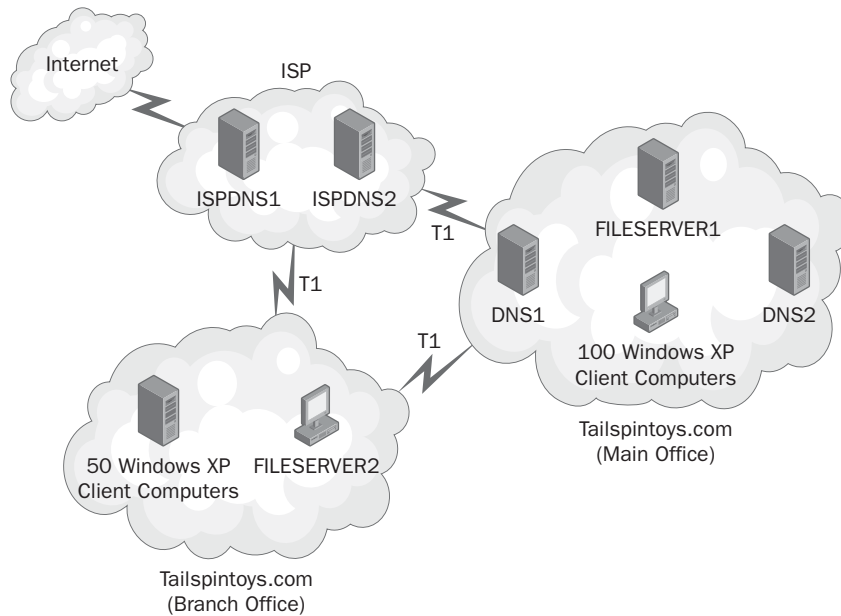 Internet
ISP
ISPDNS1
ISPDNS2
T1
FILESERVER1
DNS1
DNS2
T1
T1
100 Windows XP
Client Computers
50 Windows XP
Client Computers
FILESERVER2
Tailspintoys.com
(Main Office)
Tailspintoys.com
(Branch Office)